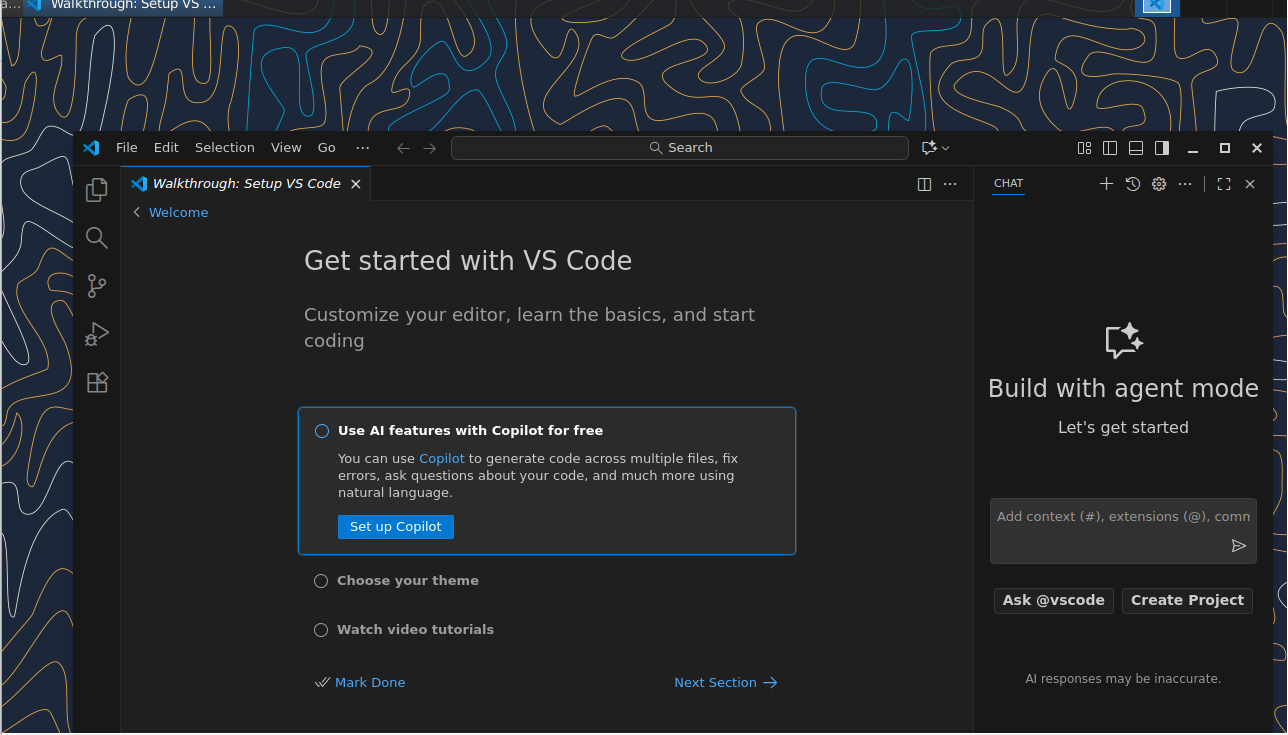 a...
Walkthrough: Setup VS ...
File Edit Selection View Go ...
Search
Walkthrough: Setup VS Code
Welcome
Get started with VS Code
Customize your editor, learn the basics, and start
coding
Use AI features with Copilot for free
You can use Copilot to generate code across multiple files, fix
errors, ask questions about your code, and much more using
natural language.
Set up Copilot
Choose your theme
Watch video tutorials
Mark Done
Next Section
CHAT
Build with agent mode
Let's get started
Add context (#), extensions (@), comm
Ask @vscode
Create Project
AI responses may be inaccurate.